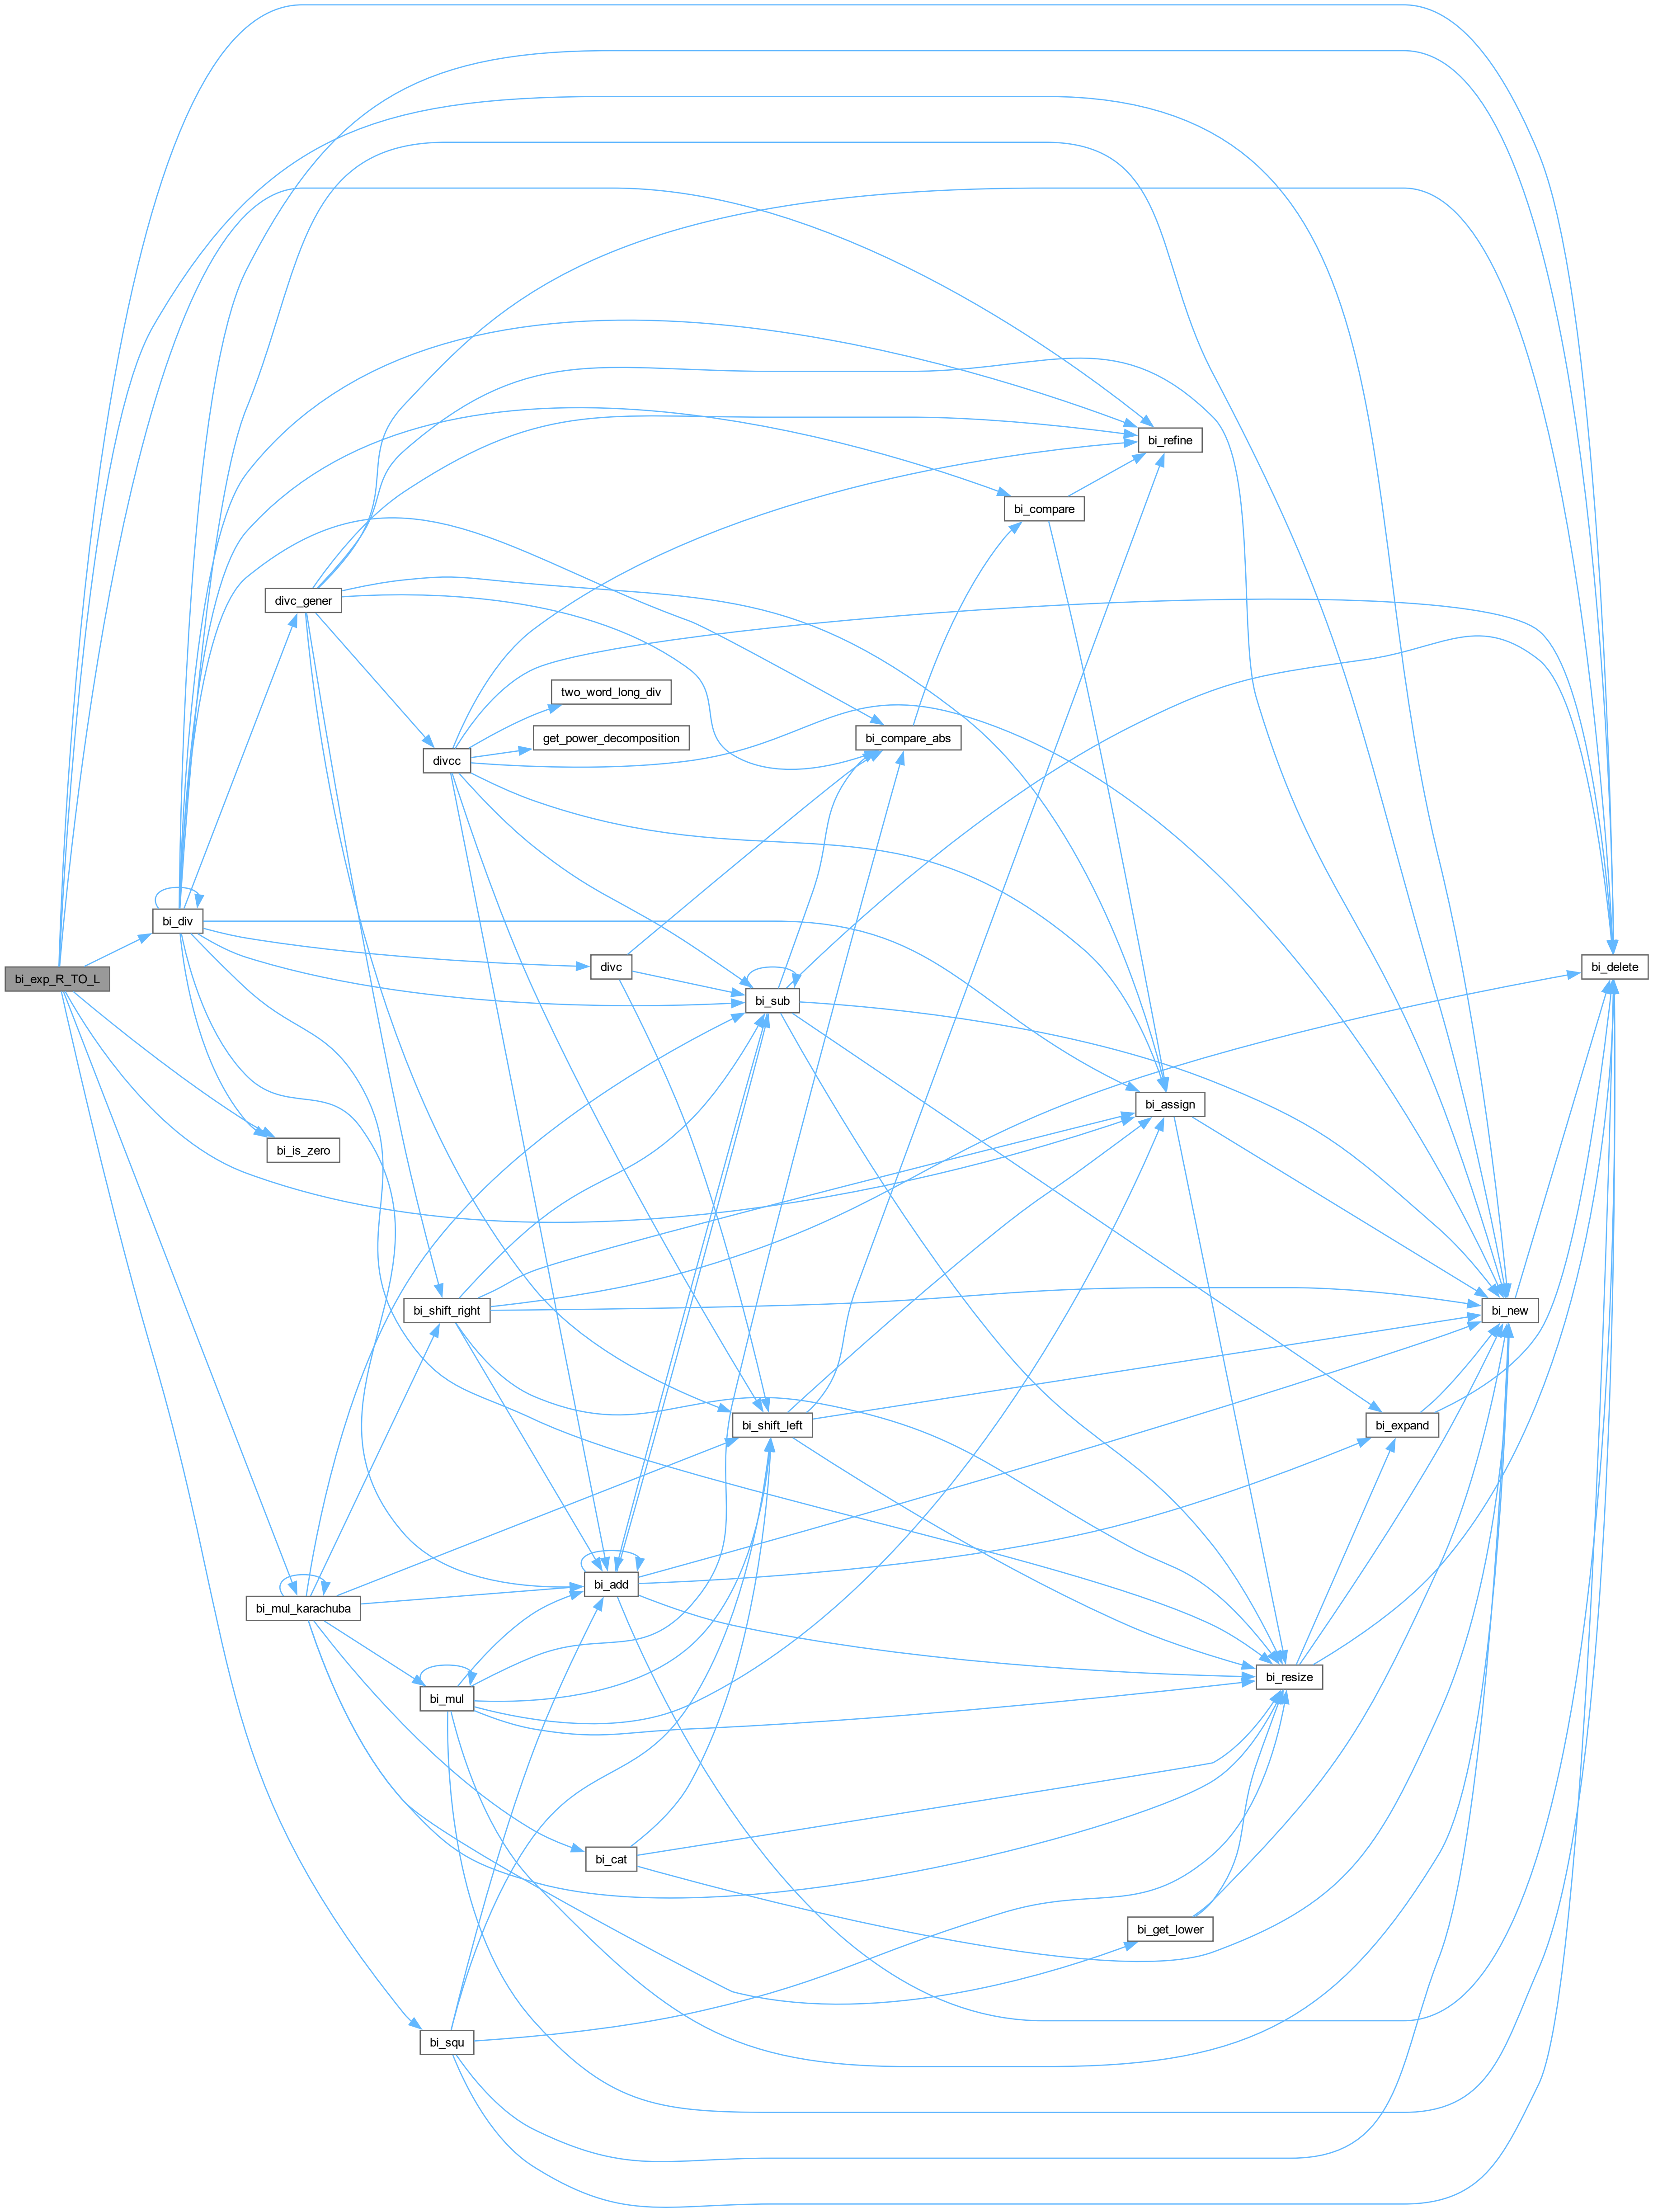 bi_refine
bi_compare
divc_gener
two_word_long_div
get_power_decomposition
bi_compare_abs
divcc
bi_div
divc
bi_delete
bi_exp_R_TO_L
bi_sub
bi_assign
bi_is_zero
bi_shift_right
bi_new
bi_shift_left
bi_expand
bi_add
bi_mul_karachuba
bi_resize
bi_mul
bi_cat
bi_get_lower
bi_squ